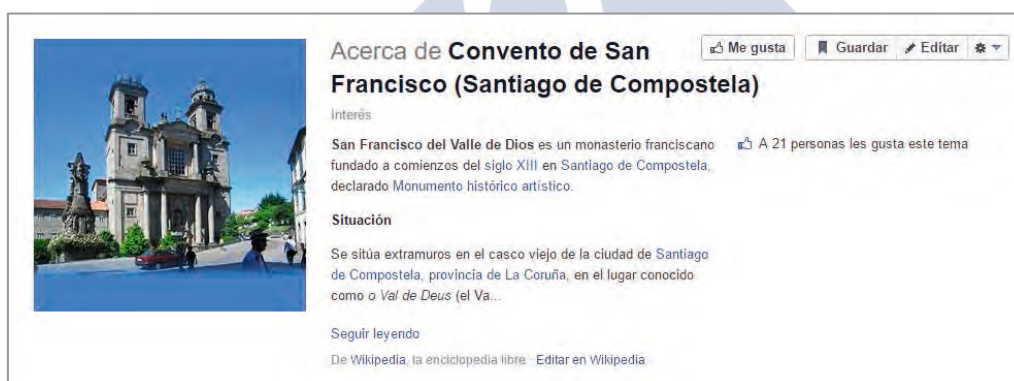 Acerca de Convento de San
Francisco (Santiago de Compostela)
Me gusta
Guardar
Editar
Interés
San Francisco del Valle de Dios es un monasterio franciscano
fundado a comienzos del siglo XIII en Santiago de Compostela,
declarado Monumento histórico artístico.
A 21 personas les gusta este tema
Situación
Se sitúa extramuros en el casco viejo de la ciudad de Santiago
de Compostela, provincia de La Coruña, en el lugar conocido
como o Val de Deus (el Va...
Seguir leyendo
De Wikipedia, la enciclopedia libre · Editar en Wikipedia